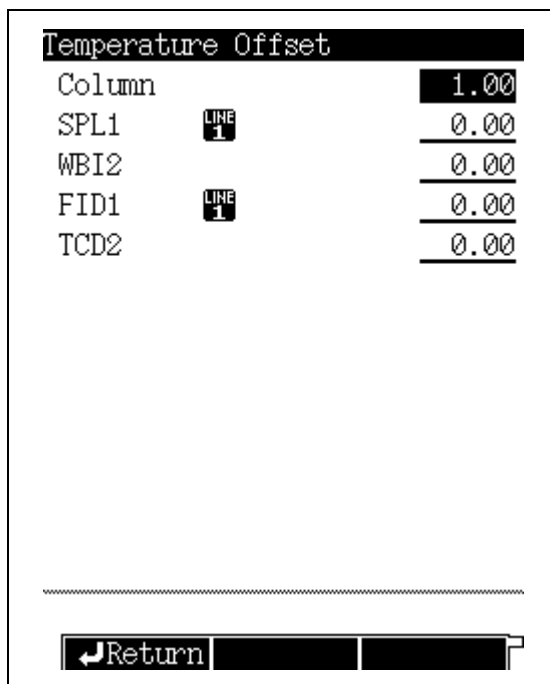 Temperature Offset
Column 1.00
SPL1 LINE 1 0.00
WBI2 0.00
FID1 LINE 1 0.00
TCD2 0.00
↵Return